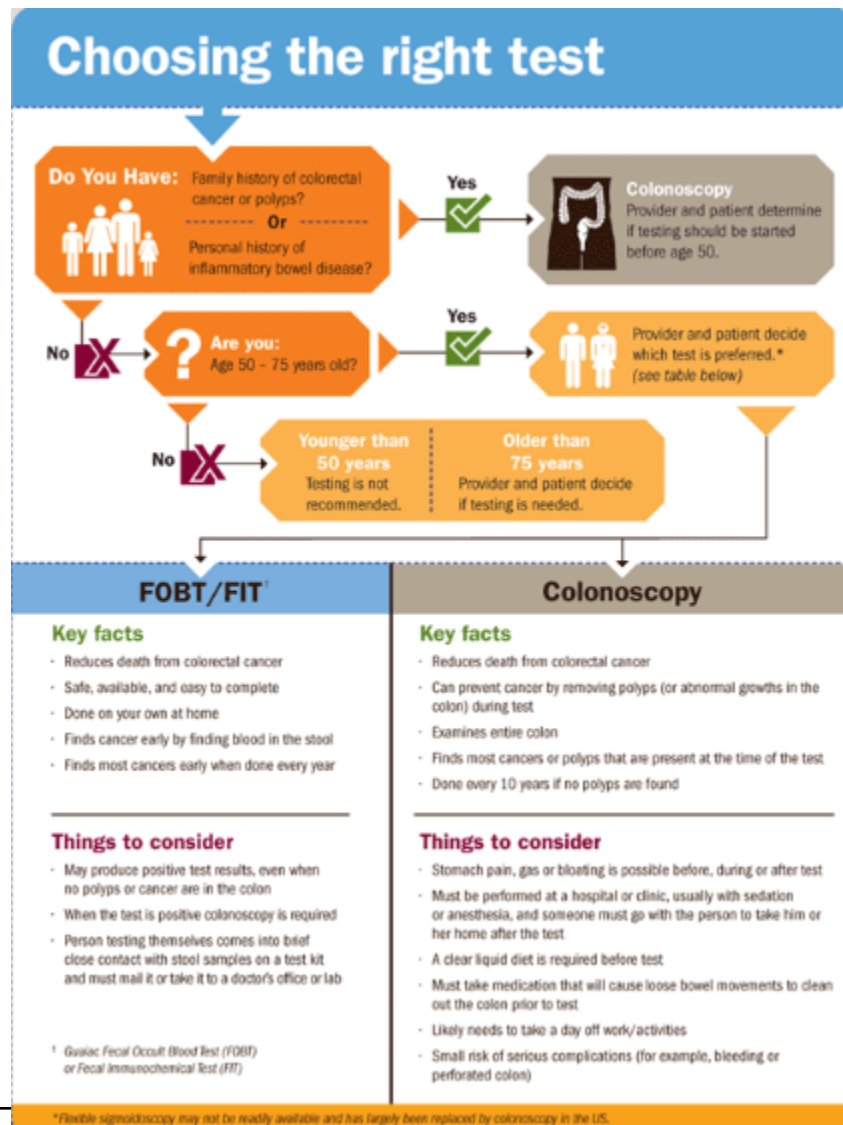 Choosing the right test
Do You Have:
Family history of colorectal
cancer or polyps?
Or
Personal history of
inflammatory bowel disease?
Yes
Colonoscopy
Provider and patient determine
if testing should be started
before age 50.
No
?
Are you:
Age 50 – 75 years old?
Yes
Provider and patient decide
which test is preferred.*
(see table below)
No
Younger than
50 years
Testing is not
recommended.
Older than
75 years
Provider and patient decide
if testing is needed.
FOBT/FIT†
Key facts
· Reduces death from colorectal cancer
· Safe, available, and easy to complete
· Done on your own at home
· Finds cancer early by finding blood in the stool
· Finds most cancers early when done every year
Things to consider
· May produce positive test results, even when
no polyps or cancer are in the colon
· When the test is positive colonoscopy is required
· Person testing themselves comes into brief
close contact with stool samples on a test kit
and must mail it or take it to a doctor's office or lab
† Guaiac Fecal Occult Blood Test (FOBT)
or Fecal Immunochemical Test (FIT)
Colonoscopy
Key facts
· Reduces death from colorectal cancer
· Can prevent cancer by removing polyps (or abnormal growths in the
colon) during test
· Examines entire colon
· Finds most cancers or polyps that are present at the time of the test
· Done every 10 years if no polyps are found
Things to consider
· Stomach pain, gas or bloating is possible before, during or after test
· Must be performed at a hospital or clinic, usually with sedation
or anesthesia, and someone must go with the person to take him or
her home after the test
· A clear liquid diet is required before test
· Must take medication that will cause loose bowel movements to clean
out the colon prior to test
· Likely needs to take a day off work/activities
· Small risk of serious complications (for example, bleeding or
perforated colon)
*Flexible sigmoidoscopy may not be readily available and has largely been replaced by colonoscopy in the US.